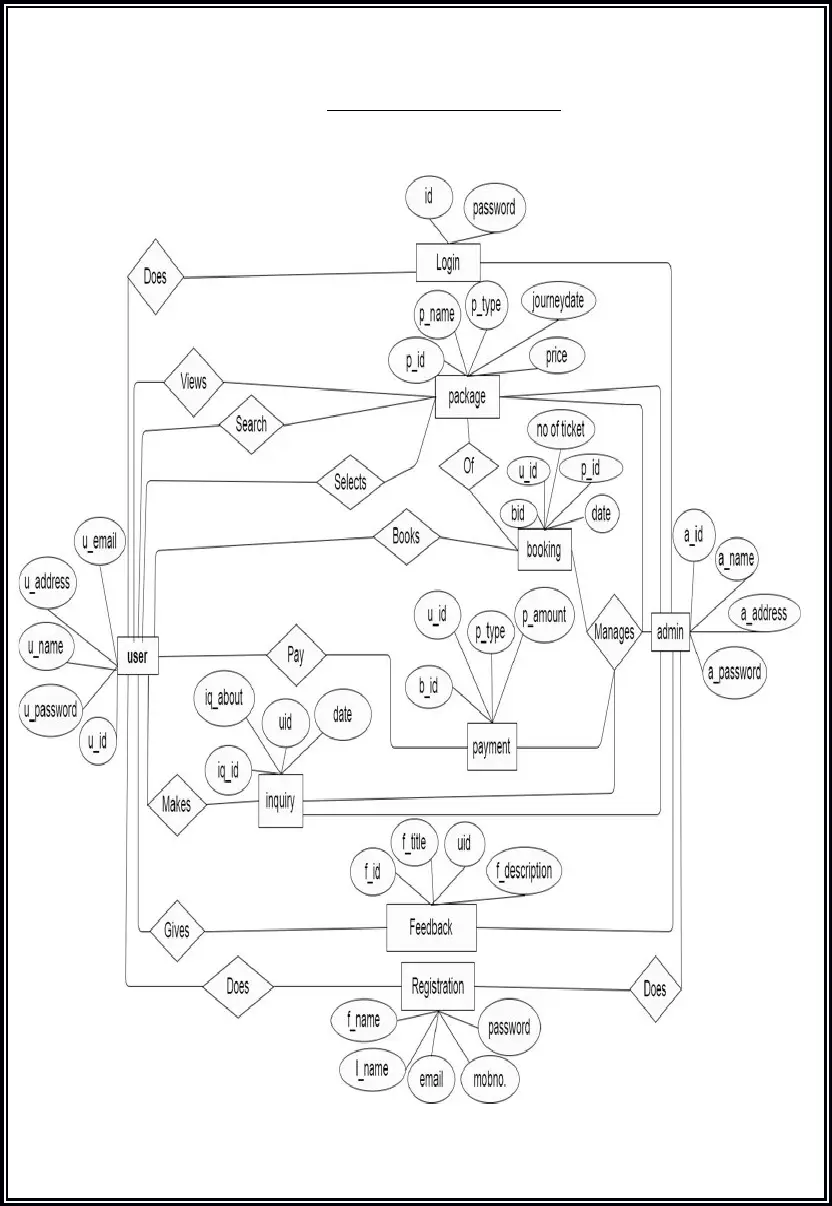 id
password
Login
Does
p_name
p_type
journeydate
p_id
price
package
Views
Search
Of
no of ticket
u_id
p_id
Selects
bid
date
booking
Books
u_email
u_address
u_name
u_password
u_id
user
a_id
a_name
a_address
a_password
admin
Manages
u_id
p_type
p_amount
b_id
payment
Pay
iq_about
uid
date
iq_id
inquiry
Makes
f_title
uid
f_id
f_description
Feedback
Gives
Does
Registration
Does
f_name
password
l_name
email
mobno.